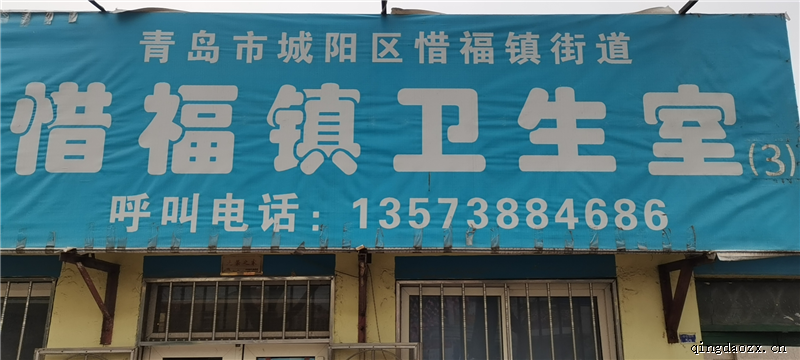 青岛市城阳区惜福镇街道
惜福镇卫生室(3)
呼叫电话：13573884686
qingdaozx.cn